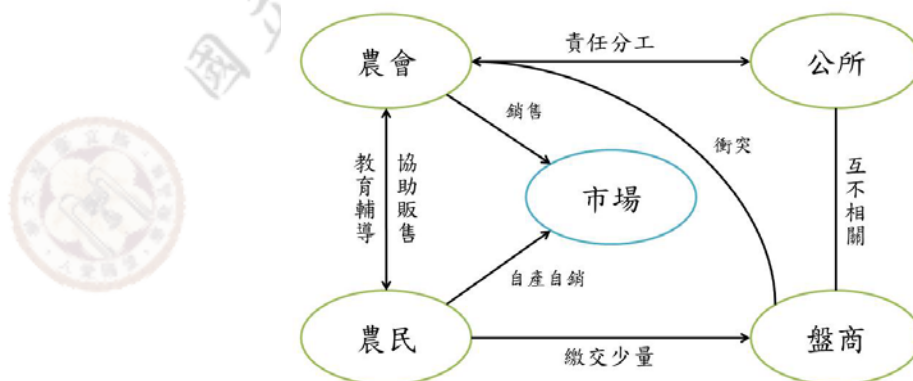 責任分工
農會
公所
銷售
衝突
教育輔導
協助販售
市場
互不相關
自產自銷
農民
盤商
繳交少量